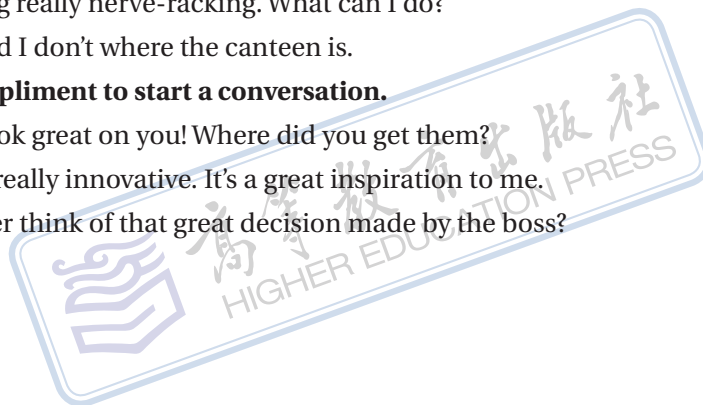 g really nerve-racking. What can I do?
d I don’t where the canteen is.
pliment to start a conversation.
ok great on you! Where did you get them?
really innovative. It’s a great inspiration to me.
er think of that great decision made by the boss?
高等教育出版社
HIGHER EDUCATION PRESS